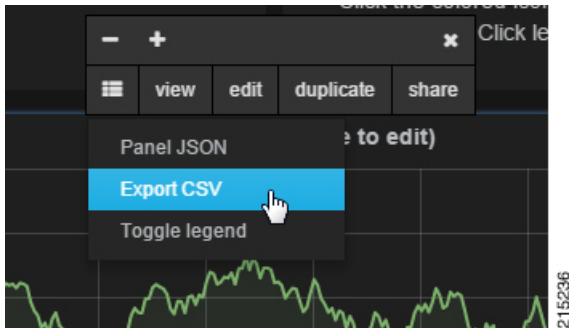 Click le
view edit duplicate share
e to edit)
Panel JSON
Export CSV
Toggle legend
215236